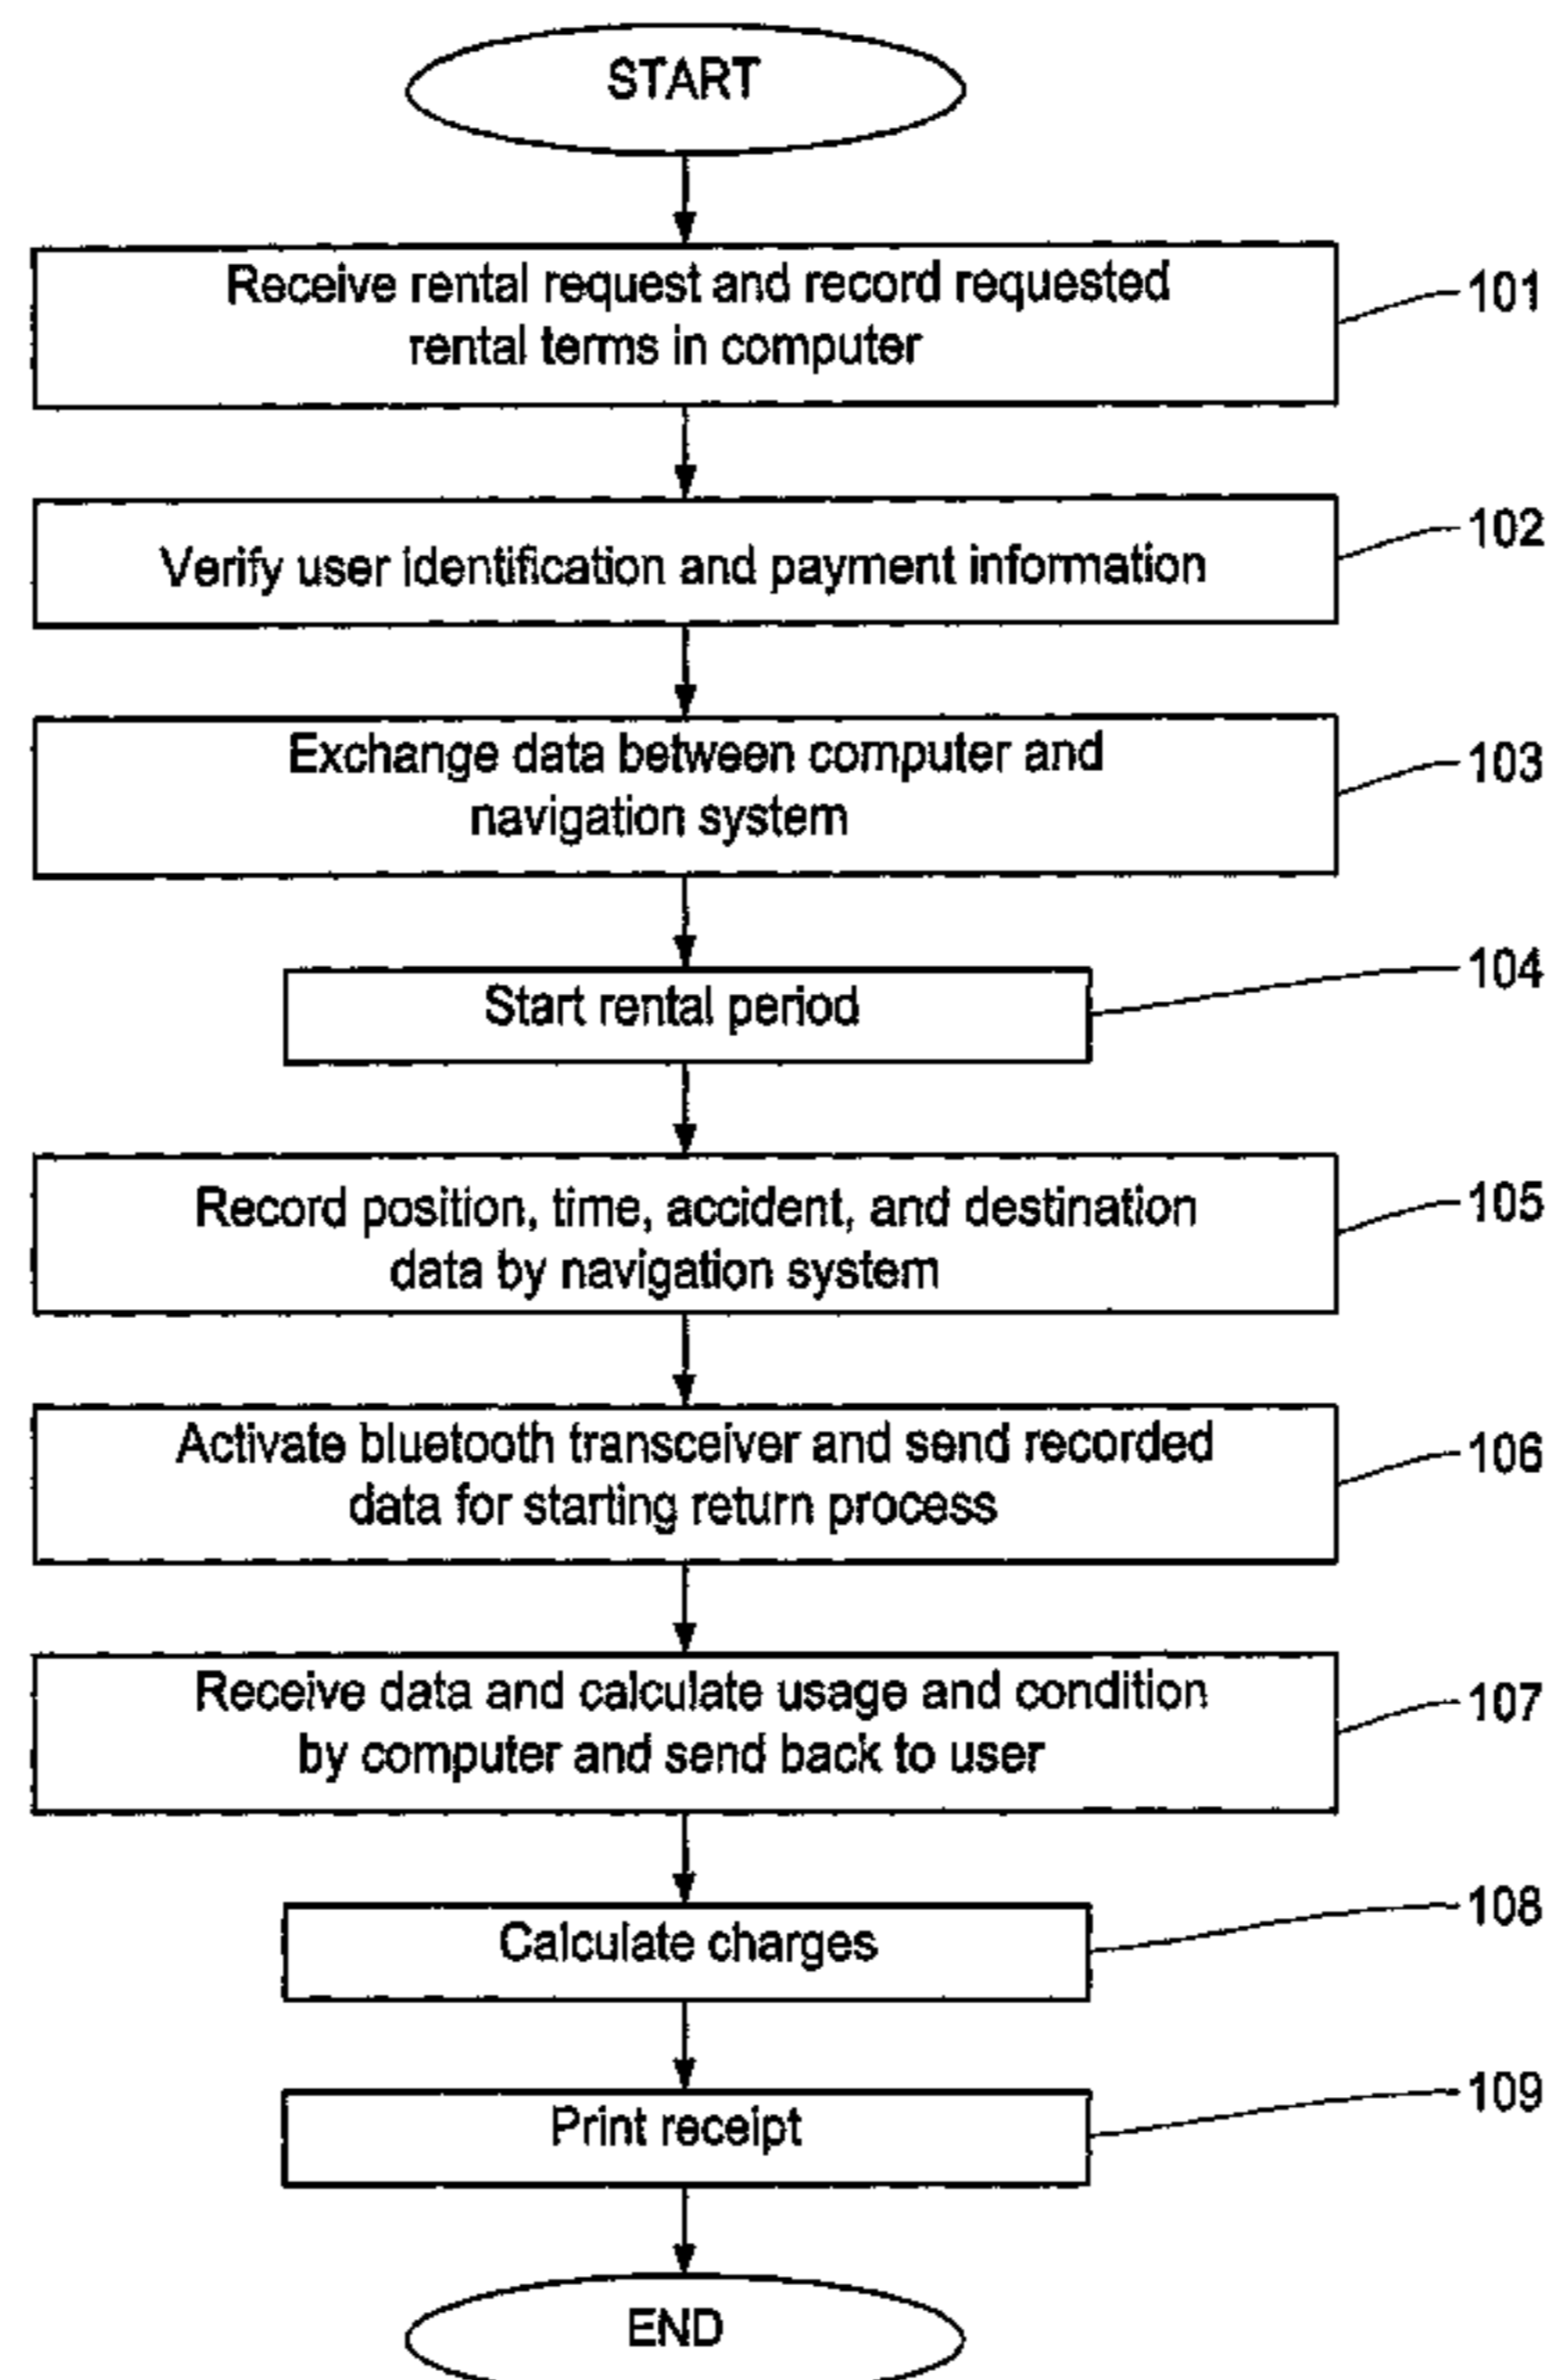 START
Receive rental request and record requested
rental terms in computer
101
Verify user identification and payment information
102
Exchange data between computer and
navigation system
103
Start rental period
104
Record position, time, accident, and destination
data by navigation system
105
Activate bluetooth transceiver and send recorded
data for starting return process
106
Receive data and calculate usage and condition
by computer and send back to user
107
Calculate charges
108
Print receipt
109
END